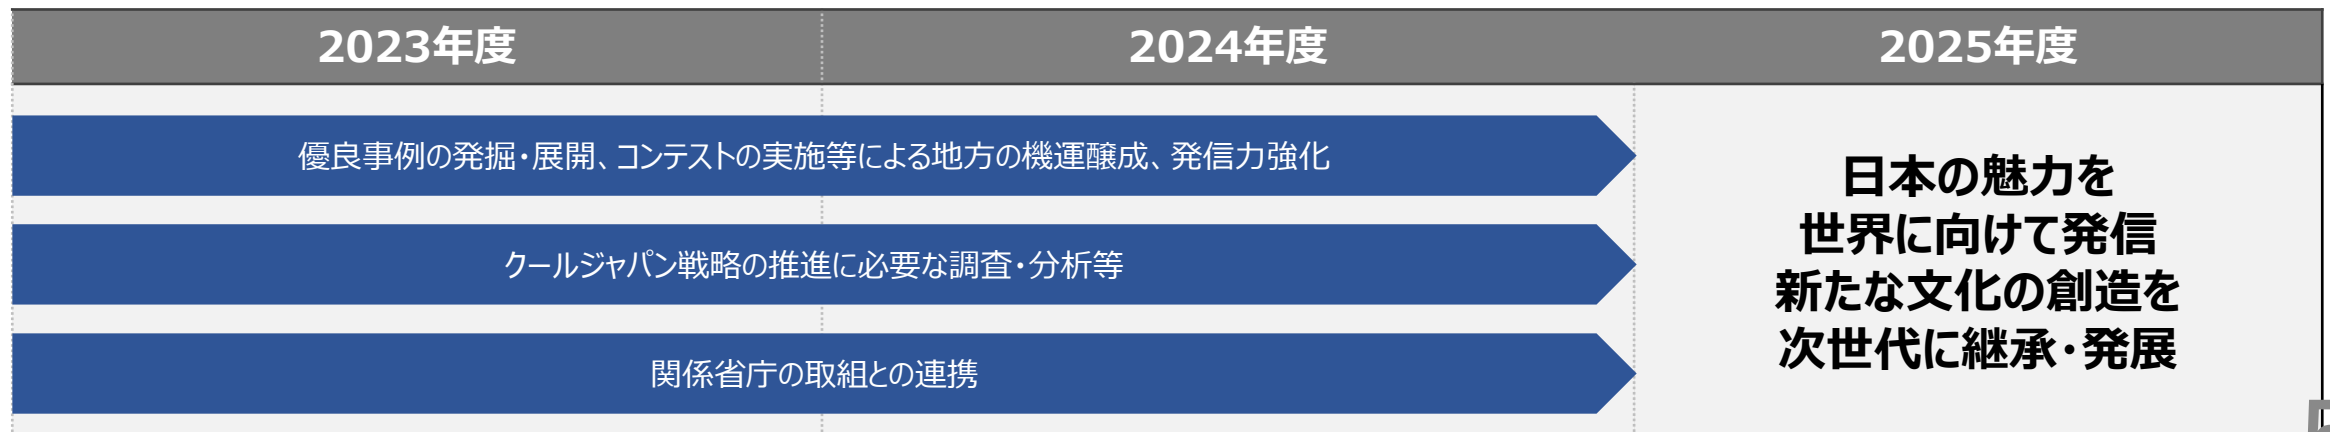 2023年度
2024年度
2025年度
優良事例の発掘・展開、コンテストの実施等による地方の機運醸成、発信力強化
クールジャパン戦略の推進に必要な調査・分析等
関係省庁の取組との連携
日本の魅力を
世界に向けて発信
新たな文化の創造を
次世代に継承・発展